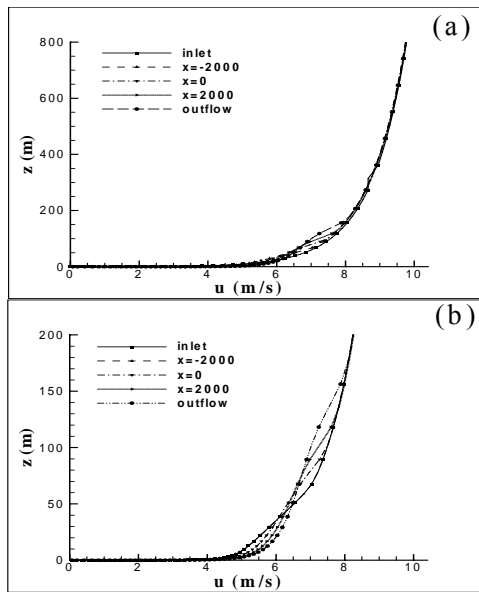 (a)
800
600
400
200
0
z (m)
inlet
x=-2000
x=0
x=2000
outflow
0 2 4 6 8 10
u (m/s)
(b)
200
150
100
50
0
z (m)
inlet
x=-2000
x=0
x=2000
outflow
0 2 4 6 8 10
u (m/s)